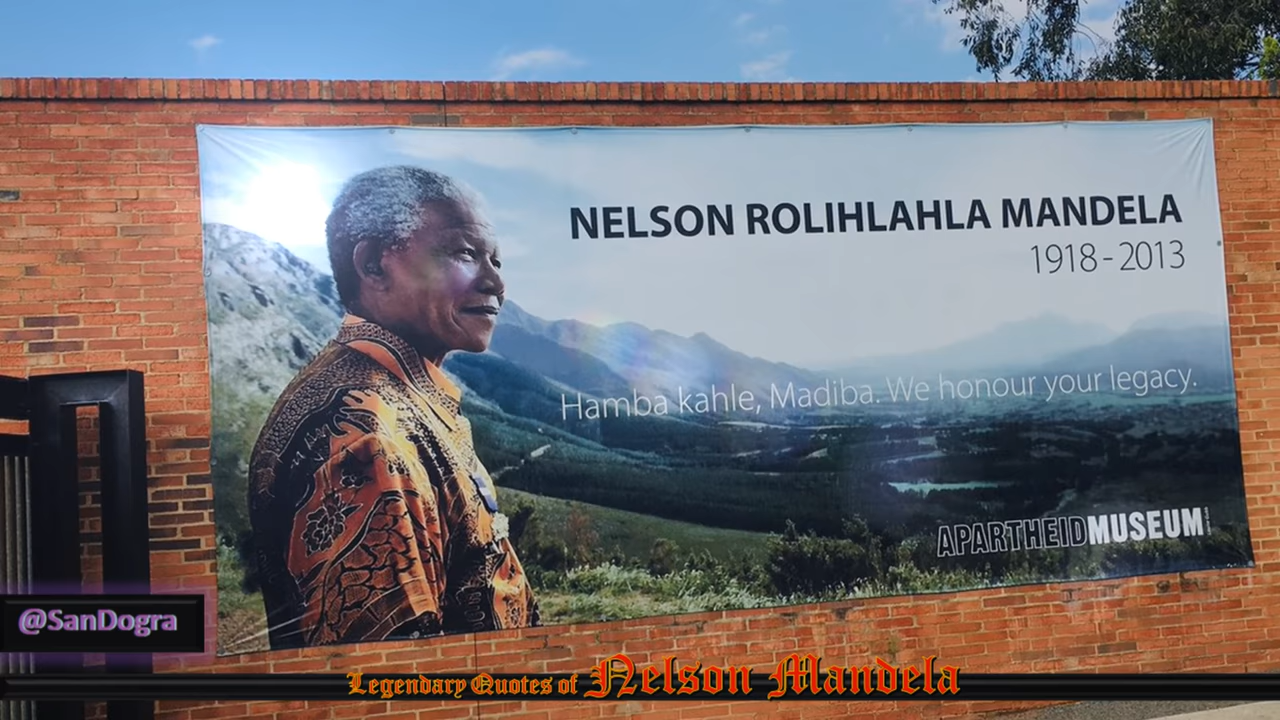 NELSON ROLIHLAHLA MANDELA
1918-2013
Hamba kahle, Madiba. We honour your legacy.
APARTHEIDMUSEUM
@SanDogra
Legendary Quotes of Nelson Mandela